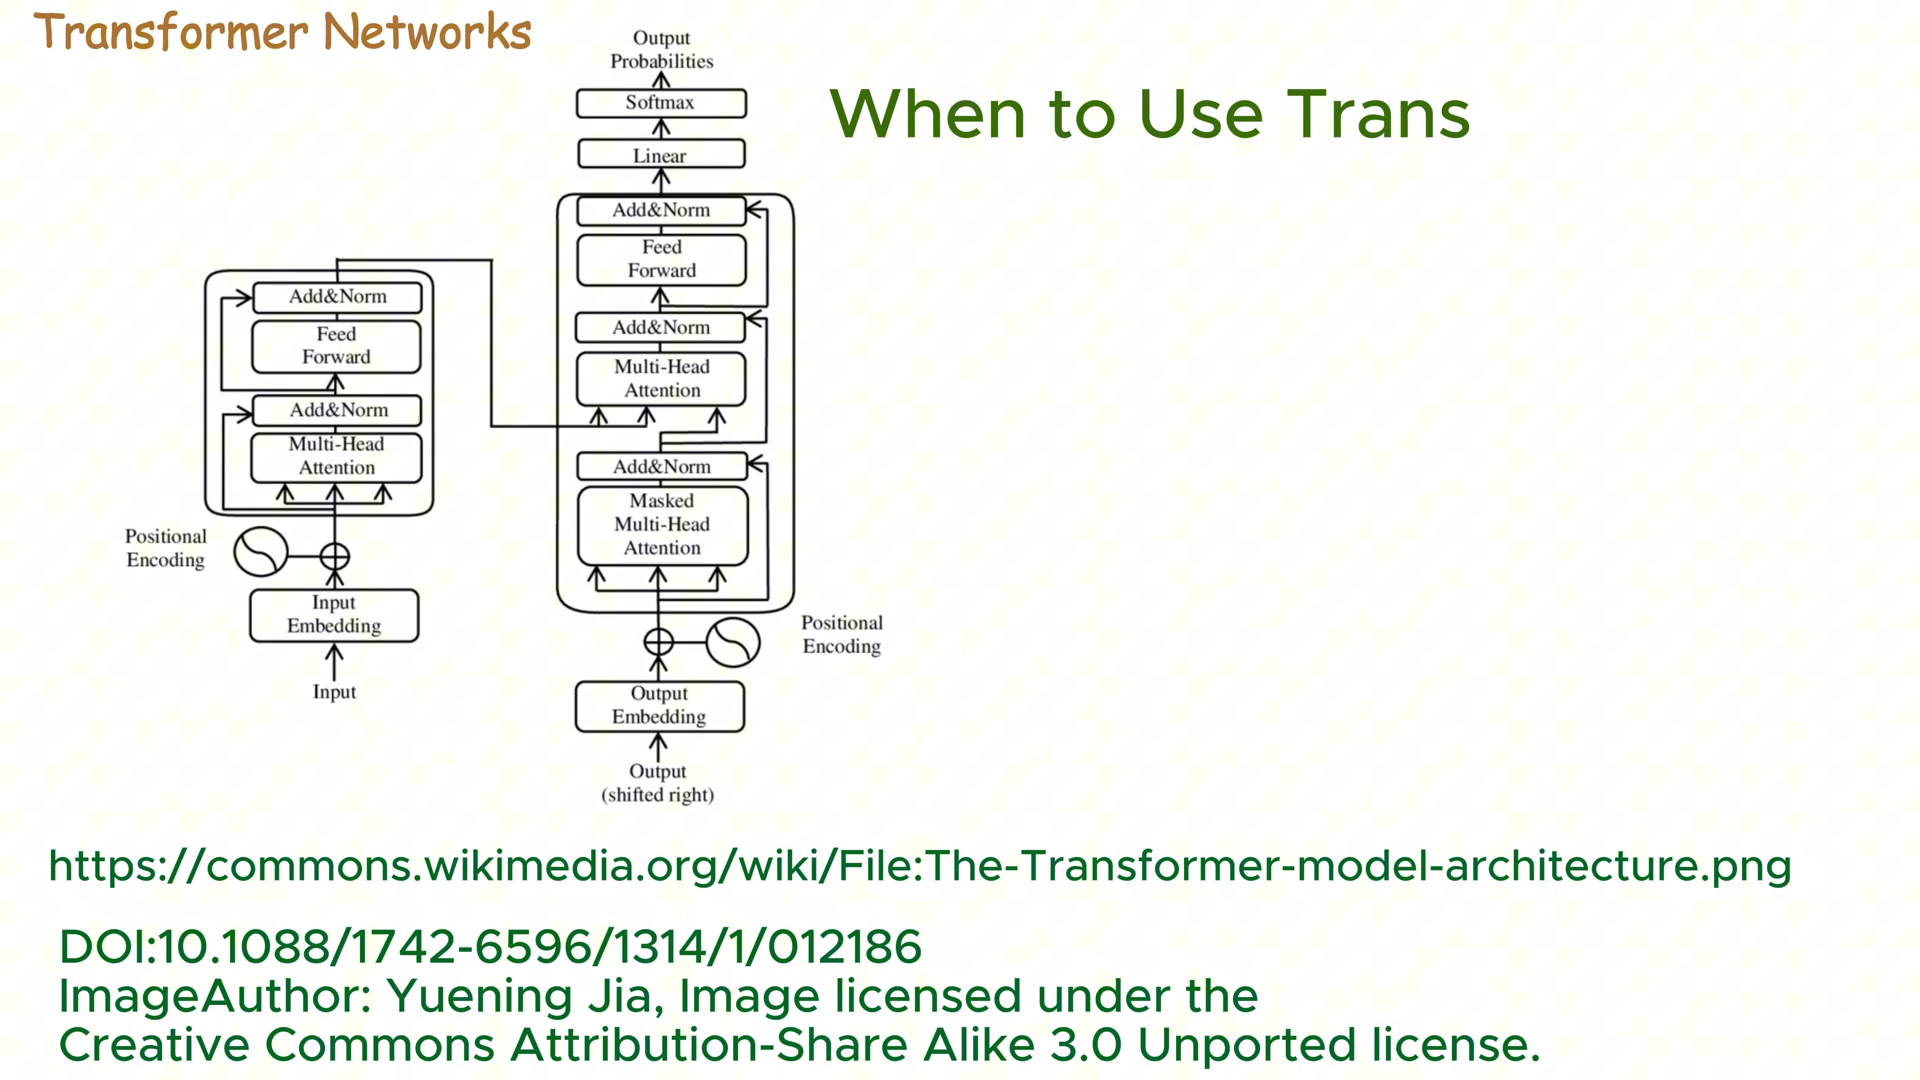 Transformer Networks
When to Use Trans
Output
Probabilities
Softmax
Linear
Add&Norm
Feed
Forward
Add&Norm
Multi-Head
Attention
Add&Norm
Masked
Multi-Head
Attention
Positional
Encoding
Output
Embedding
Output
(shifted right)
Add&Norm
Feed
Forward
Add&Norm
Multi-Head
Attention
Positional
Encoding
Input
Embedding
Input
https://commons.wikimedia.org/wiki/File:The-Transformer-model-architecture.png
DOI:10.1088/1742-6596/1314/1/012186
ImageAuthor: Yuening Jia, Image licensed under the
Creative Commons Attribution-Share Alike 3.0 Unported license.